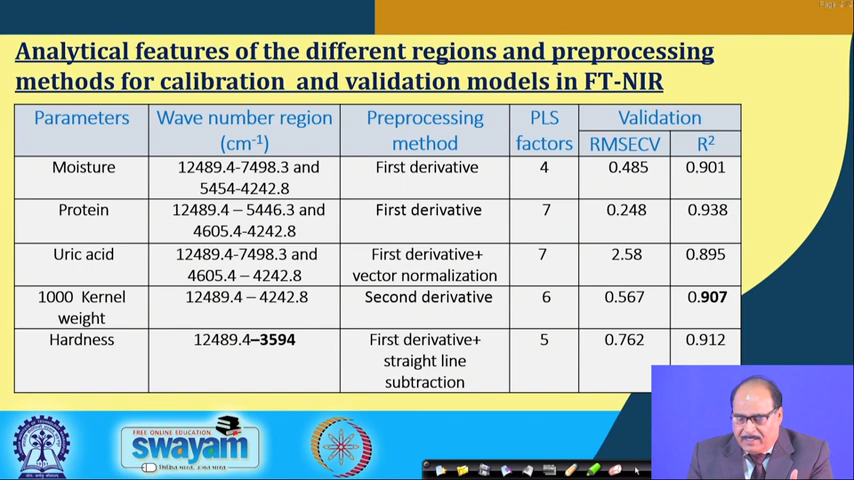 Analytical features of the different regions and preprocessing
methods for calibration and validation models in FT-NIR
Parameters Wave number region (cm-1) Preprocessing method PLS factors Validation
RMSECV R2
Moisture 12489.4-7498.3 and 5454-4242.8 First derivative 4 0.485 0.901
Protein 12489.4 – 5446.3 and 4605.4-4242.8 First derivative 7 0.248 0.938
Uric acid 12489.4-7498.3 and 4605.4 – 4242.8 First derivative+ vector normalization 7 2.58 0.895
1000 Kernel weight 12489.4 – 4242.8 Second derivative 6 0.567 0.907
Hardness 12489.4–3594 First derivative+ straight line subtraction 5 0.762 0.912
FREE ONLINE EDUCATION
swayam